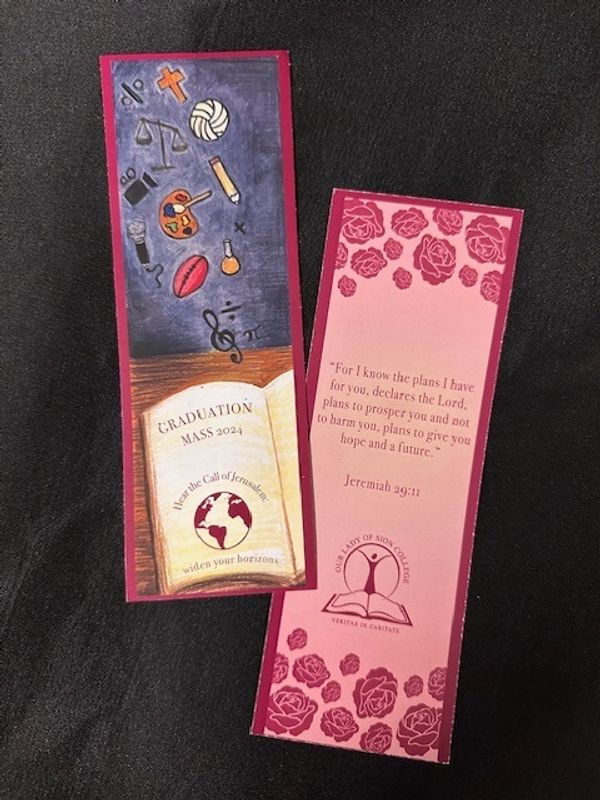 GRADUATION
MASS 2024
Hear the Call of Jerusalem:
widen your horizons
"For I know the plans I have
for you, declares the Lord,
plans to prosper you and not
to harm you, plans to give you
hope and a future."
Jeremiah 29:11
OUR LADY OF SION COLLEGE
VERITAS IN CARITATE